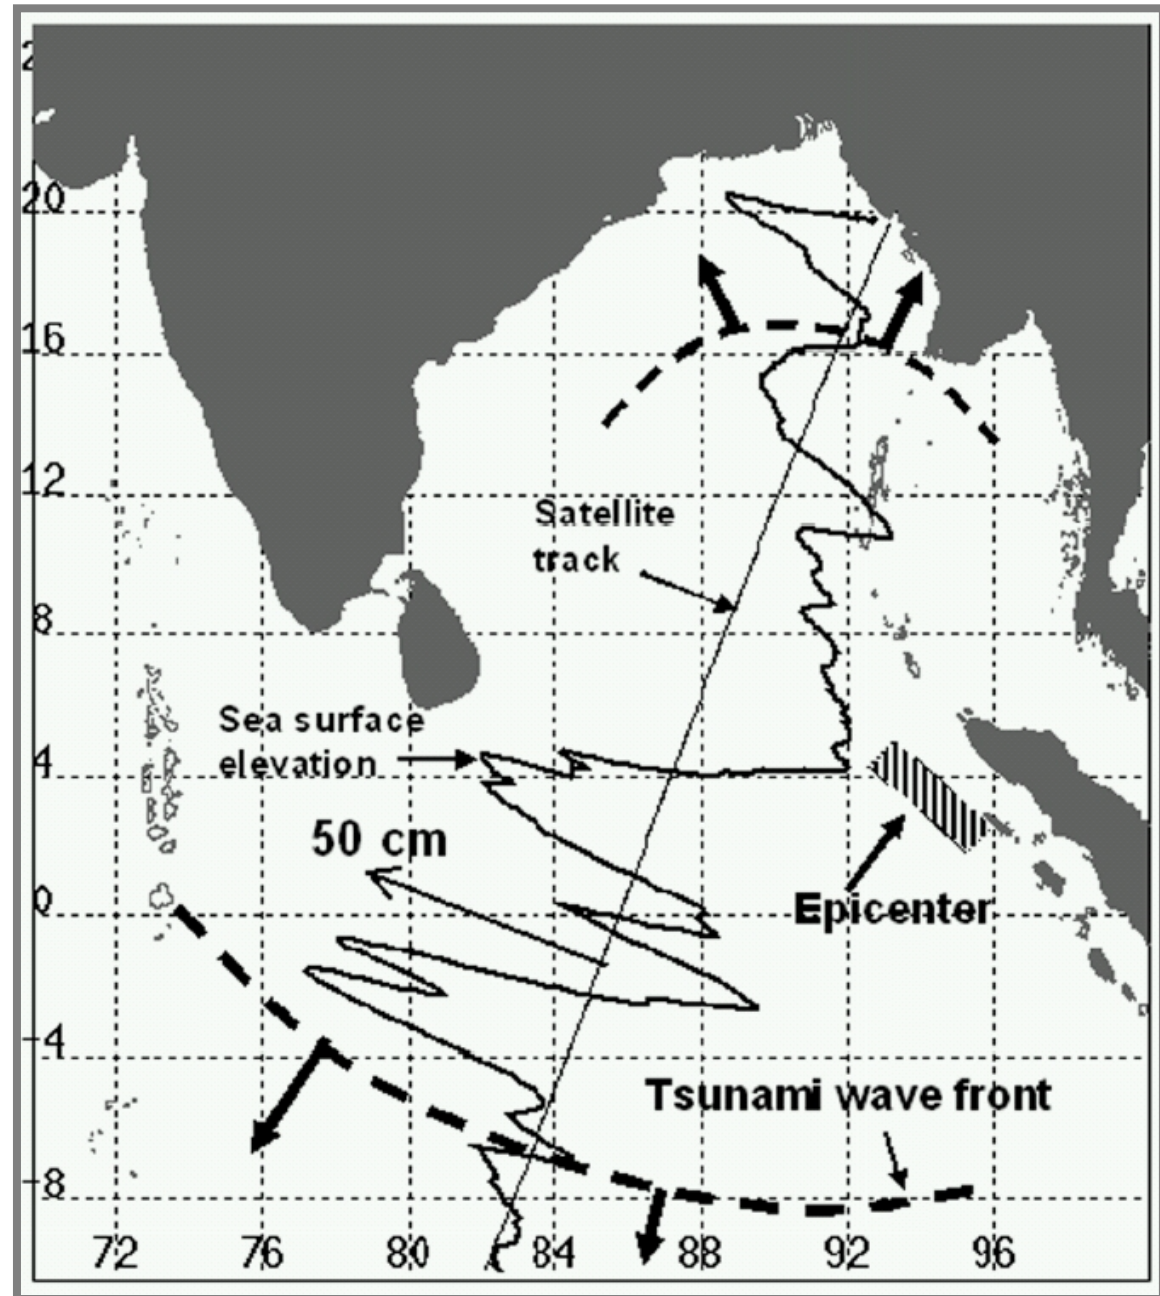 20
16
12
Satellite
track
8
Sea surface
elevation
4
50 cm
0
Epicenter
-4
Tsunami wave front
-8
72 76 80 84 88 92 96